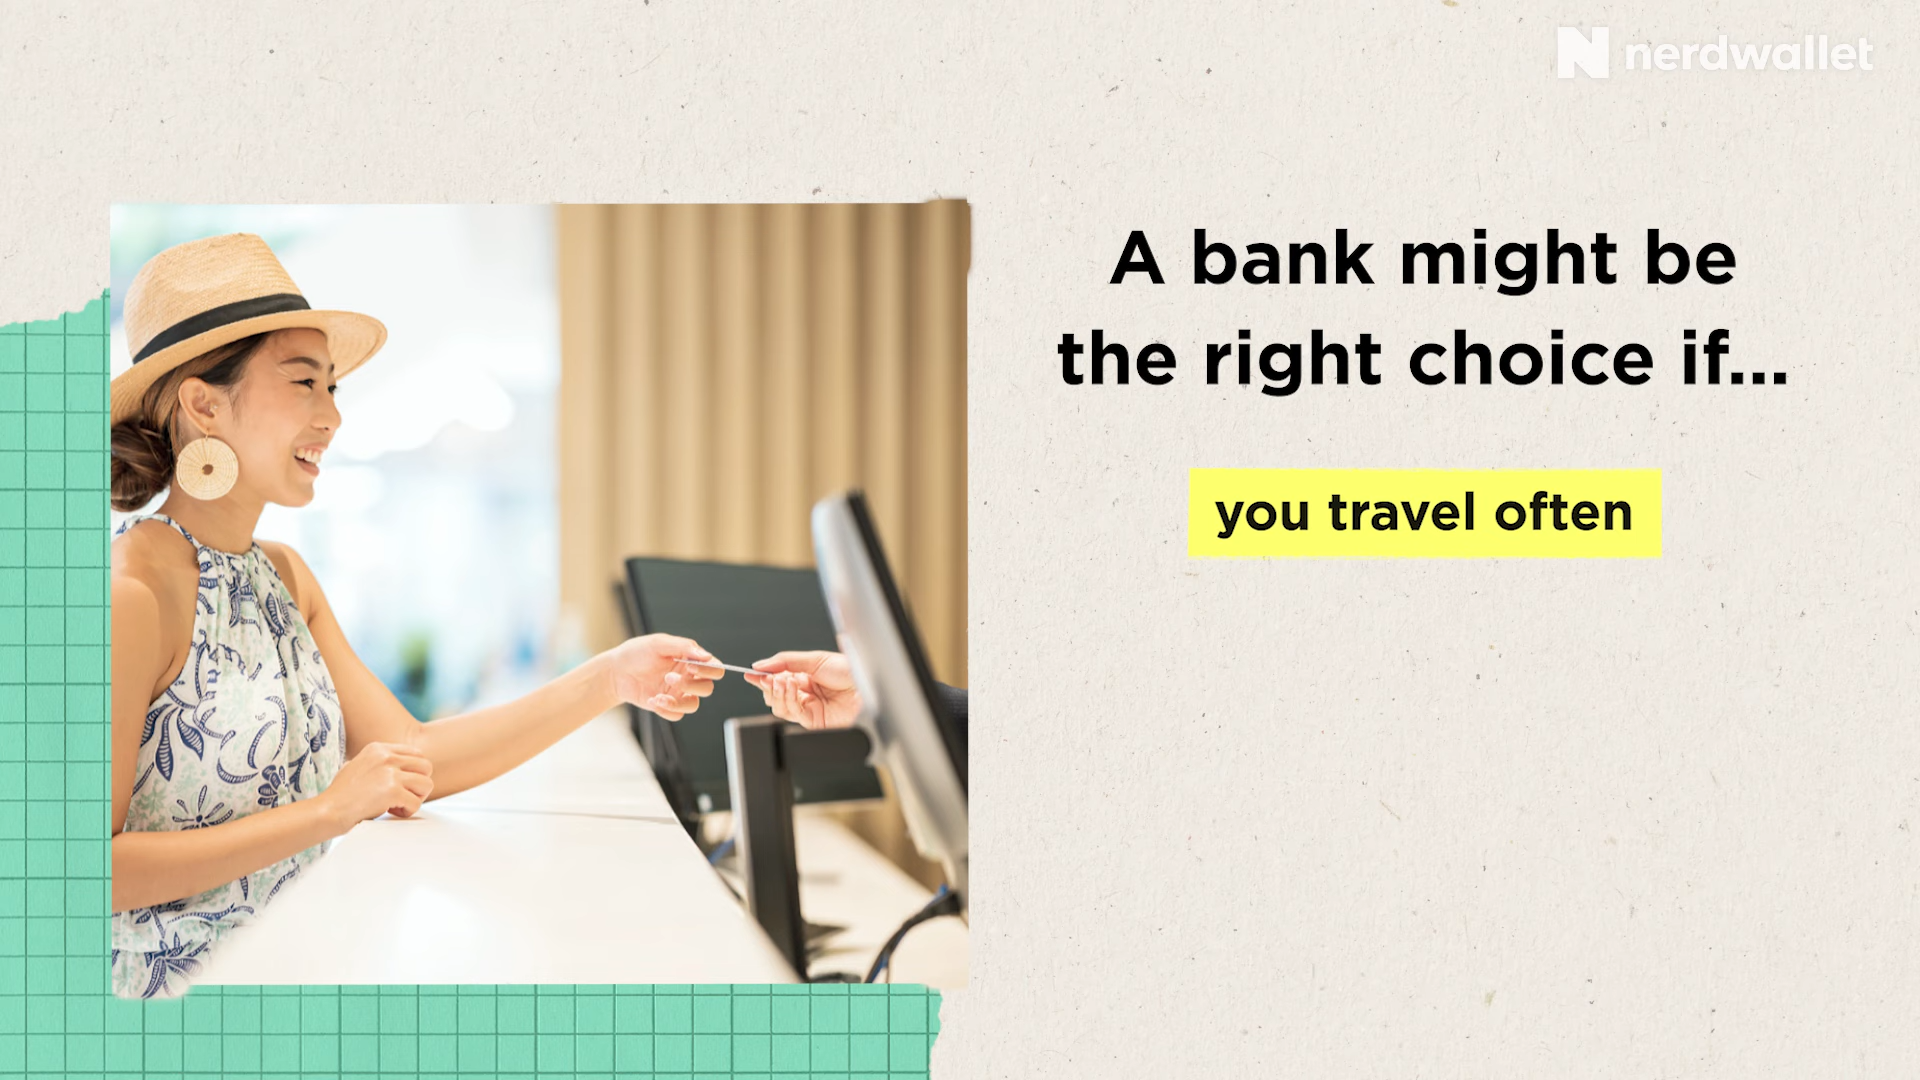 nerdwallet
A bank might be
the right choice if...
you travel often